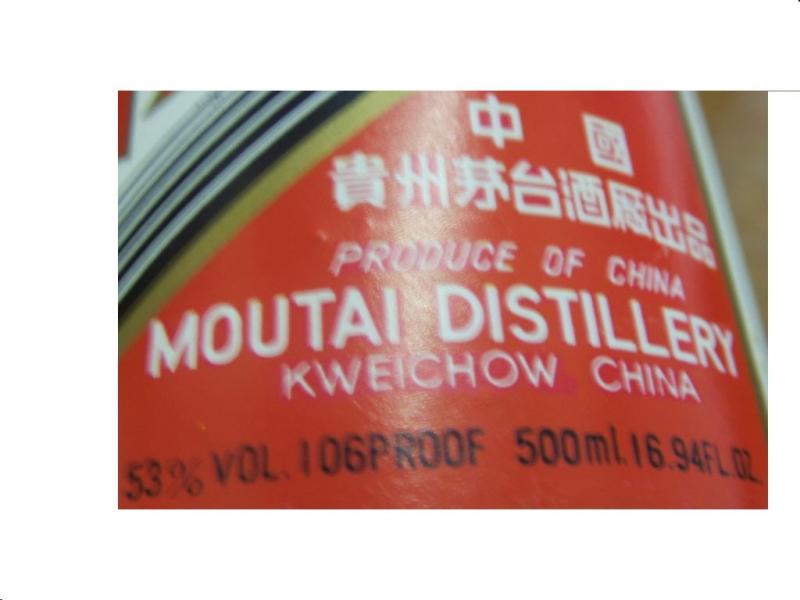 中國
貴州茅台酒廠出品
PRODUCE OF CHINA
MOUTAI DISTILLERY
KWEICHOW CHINA
53% VOL. 106PROOF 500ml.16.94FL.OZ.